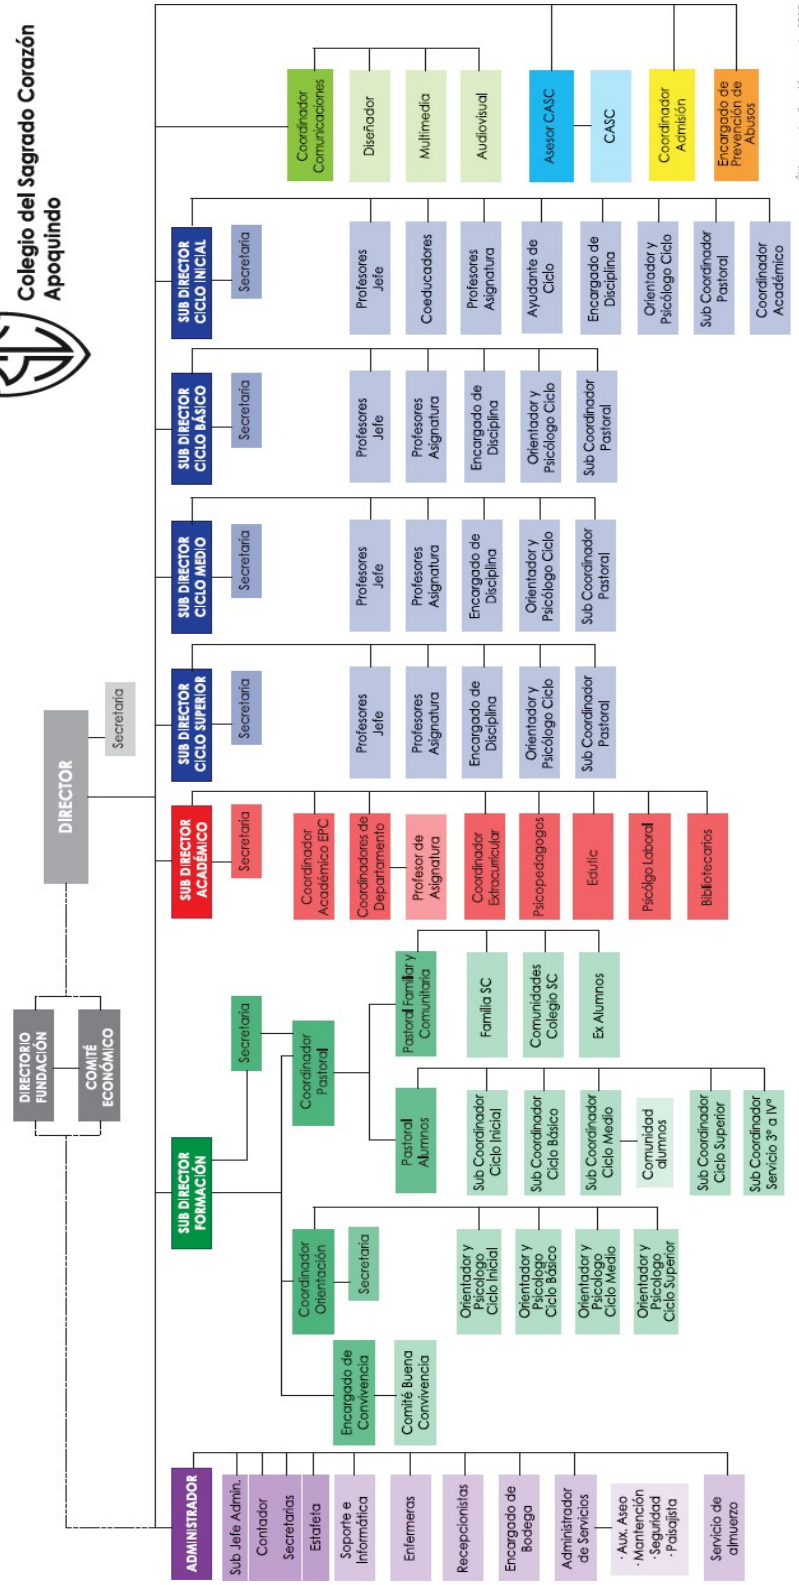 Colegio del Sagrado Corazón
Apoquindo
DIRECTORIO
FUNDACIÓN
COMITÉ
ECONÓMICO
DIRECTOR
Secretaria
ADMINISTRADOR
Sub Jefe Admin.
Contador
Secretarias
Estafeta
Soporte e
Informática
Enfermeras
Recepcionistas
Encargado de
Bodega
Administrador
de Servicios
· Aux. Aseo
· Mantención
· Seguridad
· Paisajista
Servicio de
almuerzo
SUB DIRECTOR
FORMACIÓN
Secretaria
Encargado de
Convivencia
Comité Buena
Convivencia
Coordinador
Orientación
Secretaria
Orientador y
Psicologo
Ciclo Inicial
Orientador y
Psicologo
Ciclo Básico
Orientador y
Psicologo
Ciclo Medio
Orientador y
Psicologo
Ciclo Superior
Coordinador
Pastoral
Pastoral
Alumnos
Sub Coordinador
Ciclo Inicial
Sub Coordinador
Ciclo Básico
Sub Coordinador
Ciclo Medio
Comunidad
alumnos
Sub Coordinador
Ciclo Superior
Sub Coordinador
Servicio 3º a IVº
Pastoral Familiar y
Comunitaria
Familia SC
Comunidades
Colegio SC
Ex Alumnos
SUB DIRECTOR
ACADÉMICO
Secretaria
Coordinador
Académico EPC
Coordinadores de
Departamento
Profesor de
Asignatura
Coordinador
Extracurricular
Psicopedagogos
Edutic
Psicólgo Laboral
Bibliotecarios
SUB DIRECTOR
CICLO SUPERIOR
Secretaria
Profesores
Jefe
Profesores
Asignatura
Encargado de
Disciplina
Orientador y
Psicólogo Ciclo
Sub Coordinador
Pastoral
SUB DIRECTOR
CICLO MEDIO
Secretaria
Profesores
Jefe
Profesores
Asignatura
Encargado de
Disciplina
Orientador y
Psicólogo Ciclo
Sub Coordinador
Pastoral
SUB DIRECTOR
CICLO BÁSICO
Secretaria
Profesores
Jefe
Profesores
Asignatura
Encargado de
Disciplina
Orientador y
Psicólogo Ciclo
Sub Coordinador
Pastoral
SUB DIRECTOR
CICLO INICIAL
Secretaria
Profesores
Jefe
Coeducadores
Profesores
Asignatura
Ayudante de
Ciclo
Encargado de
Disciplina
Orientador y
Psicólogo Ciclo
Sub Coordinador
Pastoral
Coordinador
Académico
Coordinador
Comunicaciones
Diseñador
Multimedia
Audiovisual
Asesor CASC
CASC
Coordinador
Admisión
Encargado de
Prevención de
Abusos